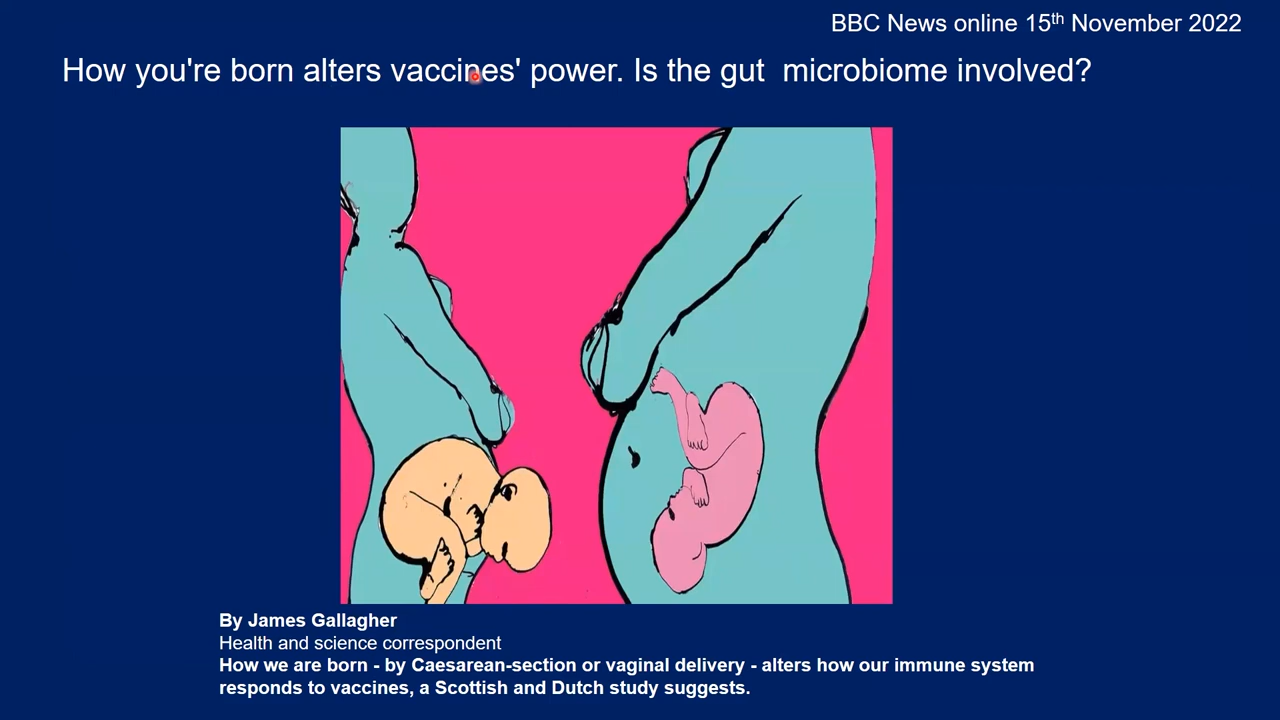 BBC News online 15th November 2022
How you're born alters vaccines' power. Is the gut microbiome involved?
By James Gallagher
Health and science correspondent
How we are born - by Caesarean-section or vaginal delivery - alters how our immune system
responds to vaccines, a Scottish and Dutch study suggests.